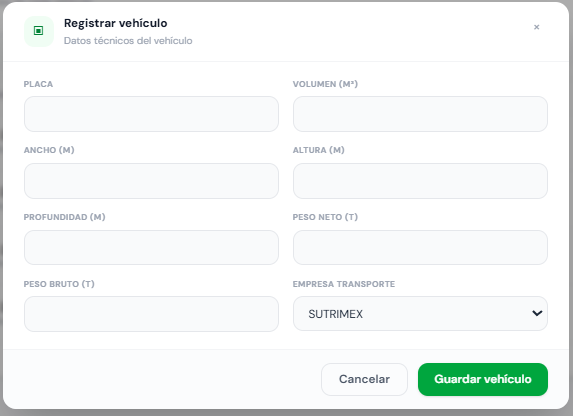 Registrar vehículo
×
Datos técnicos del vehículo
PLACA
VOLUMEN (M³)
ANCHO (M)
ALTURA (M)
PROFUNDIDAD (M)
PESO NETO (T)
PESO BRUTO (T)
EMPRESA TRANSPORTE
SUTRIMEX
Cancelar
Guardar vehículo